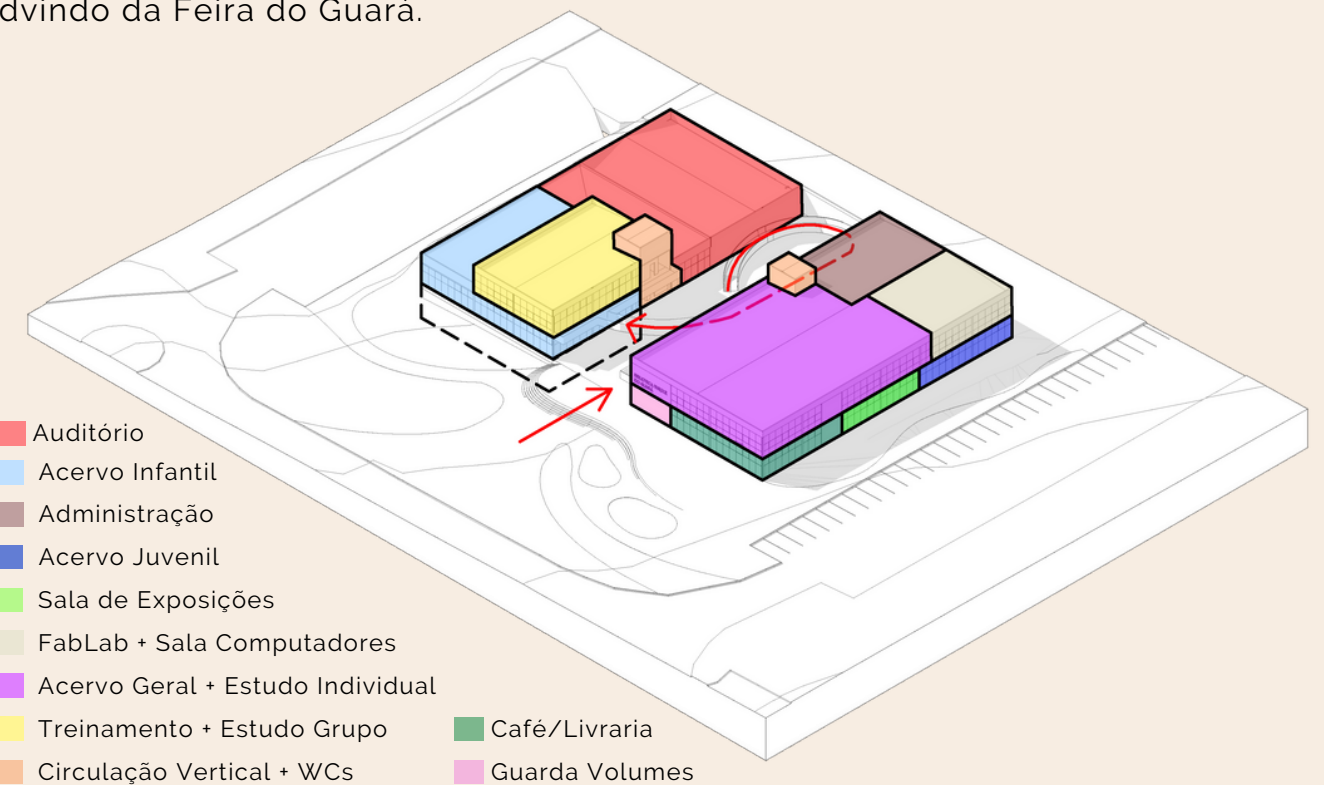 dvindo da Feira do Guará.
Auditório
Acervo Infantil
Administração
Acervo Juvenil
Sala de Exposições
FabLab + Sala Computadores
Acervo Geral + Estudo Individual
Treinamento + Estudo Grupo
Circulação Vertical + WCs
Café/Livraria
Guarda Volumes